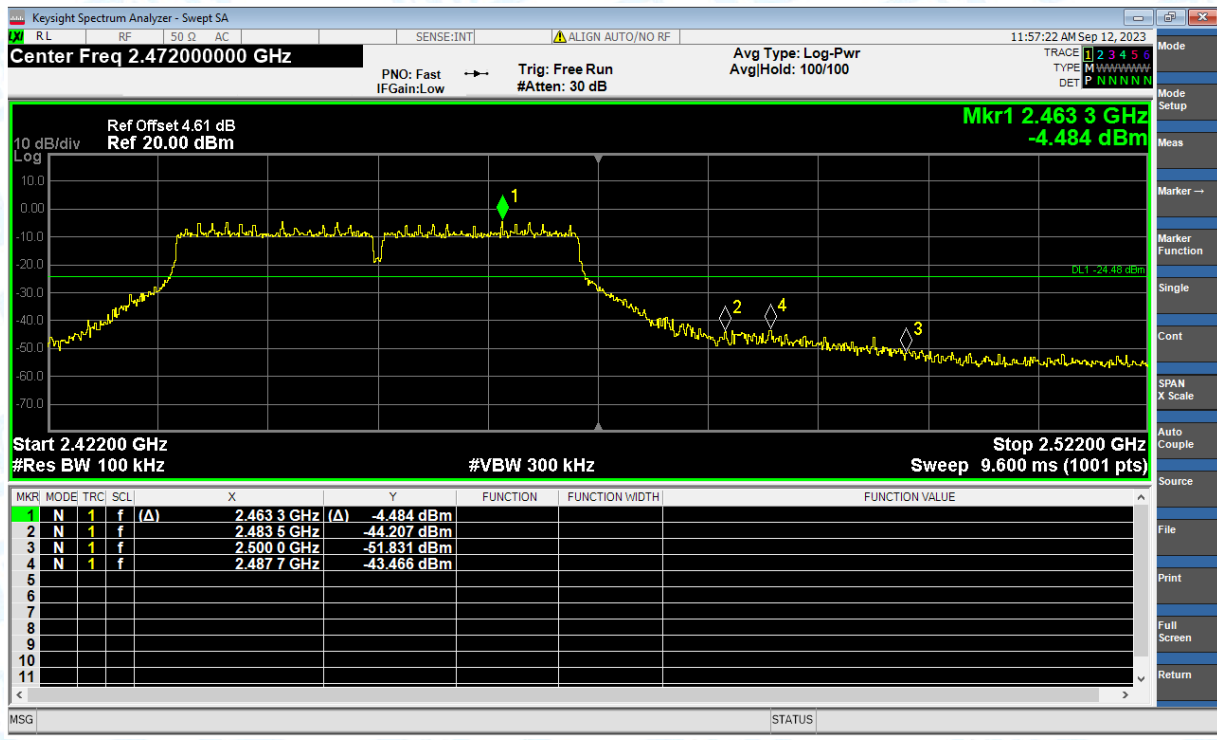 Keysight Spectrum Analyzer - Swept SA
LXI RL RF 50 Ω AC SENSE:INT ALIGN AUTO/NO RF 11:57:22 AM Sep 12, 2023
Center Freq 2.472000000 GHz
PNO: Fast
IFGain:Low
Trig: Free Run
#Atten: 30 dB
Avg Type: Log-Pwr
Avg|Hold: 100/100
TRACE 1 2 3 4 5 6
TYPE M WWWWW
DET P N N N N N
Mkr1 2.463 3 GHz
-4.484 dBm
Ref Offset 4.61 dB
10 dB/div Ref 20.00 dBm
Log
10.0
0.00
-10.0
-20.0
-30.0
-40.0
-50.0
-60.0
-70.0
1
2
4
3
DL1 -24.48 dBm
Start 2.42200 GHz Stop 2.52200 GHz
#Res BW 100 kHz #VBW 300 kHz Sweep 9.600 ms (1001 pts)
MKR MODE TRC SCL X Y FUNCTION FUNCTION WIDTH FUNCTION VALUE
1 N 1 f (Δ) 2.463 3 GHz (Δ) -4.484 dBm
2 N 1 f 2.483 5 GHz -44.207 dBm
3 N 1 f 2.500 0 GHz -51.831 dBm
4 N 1 f 2.487 7 GHz -43.466 dBm
5
6
7
8
9
10
11
MSG STATUS
Mode
Mode
Setup
Meas
Marker →
Marker
Function
Single
Cont
SPAN
X Scale
Auto
Couple
Source
File
Print
Full
Screen
Return